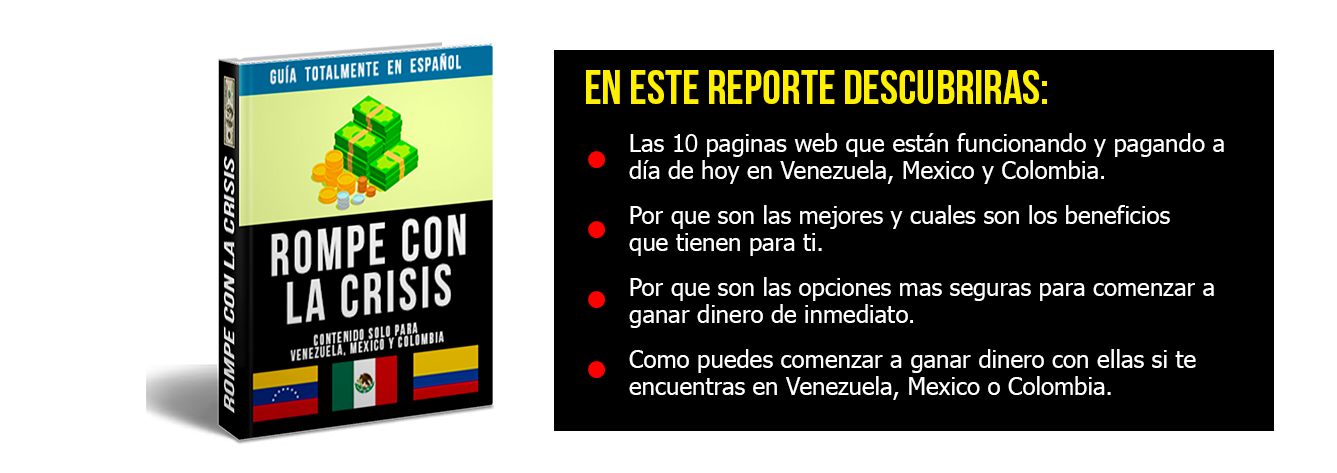 GUÍA TOTALMENTE EN ESPAÑOL
ROMPE CON LA CRISIS
ROMPE CON
LA CRISIS
CONTENIDO SOLO PARA
VENEZUELA, MEXICO Y COLOMBIA
EN ESTE REPORTE DESCUBRIRAS:
Las 10 paginas web que están funcionando y pagando a
día de hoy en Venezuela, Mexico y Colombia.
Por que son las mejores y cuales son los beneficios
que tienen para ti.
Por que son las opciones mas seguras para comenzar a
ganar dinero de inmediato.
Como puedes comenzar a ganar dinero con ellas si te
encuentras en Venezuela, Mexico o Colombia.